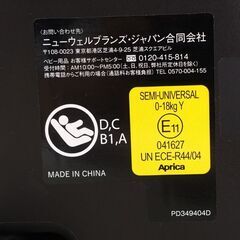 <お問い合わせ先>
ニューウェルブランズ・ジャパン合同会社
〒108-0023 東京都港区芝浦4-9-25 芝浦スクエアビル
ベビー用品 お客様サポートセンター 0120-415-814
(受付時間：AM10:00〜PM5:00(土、日、祝日、弊社所定休日を除く))
携帯電話からおかけの場合(通話料お客様負担) TEL 0570-004-155
D,C
B1,A
MADE IN CHINA
SEMI-UNIVERSAL
0-18kg Y
E11
041627
UN ECE-R44/04
Aprica
PD349404D